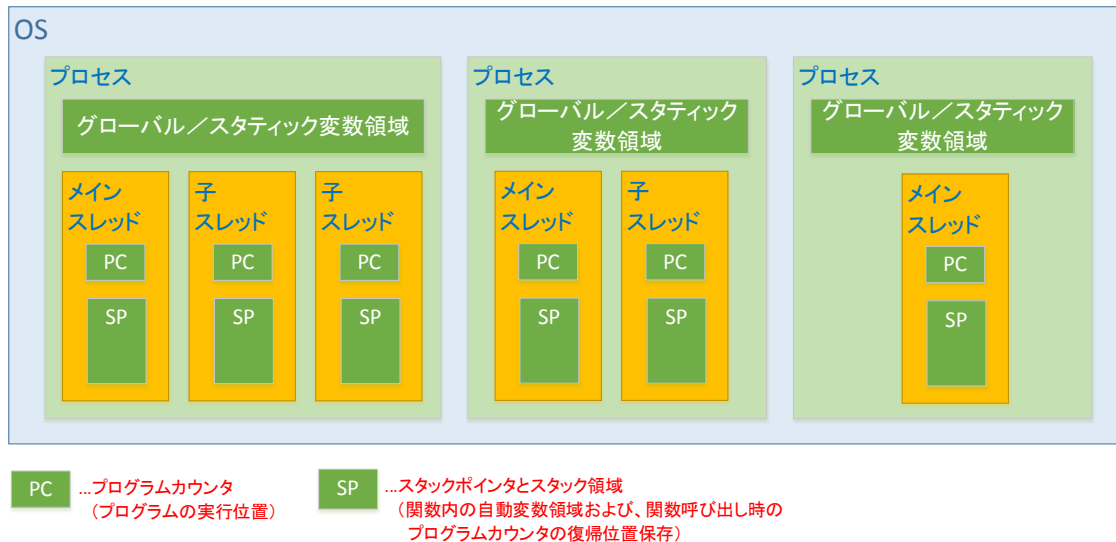 OS
プロセス
グローバル／スタティック変数領域
メイン
スレッド
PC
SP
子
スレッド
PC
SP
子
スレッド
PC
SP
プロセス
グローバル／スタティック
変数領域
メイン
スレッド
PC
SP
子
スレッド
PC
SP
プロセス
グローバル／スタティック
変数領域
メイン
スレッド
PC
SP
PC
...プログラムカウンタ
（プログラムの実行位置）
SP
...スタックポインタとスタック領域
（関数内の自動変数領域および、関数呼び出し時の
プログラムカウンタの復帰位置保存）